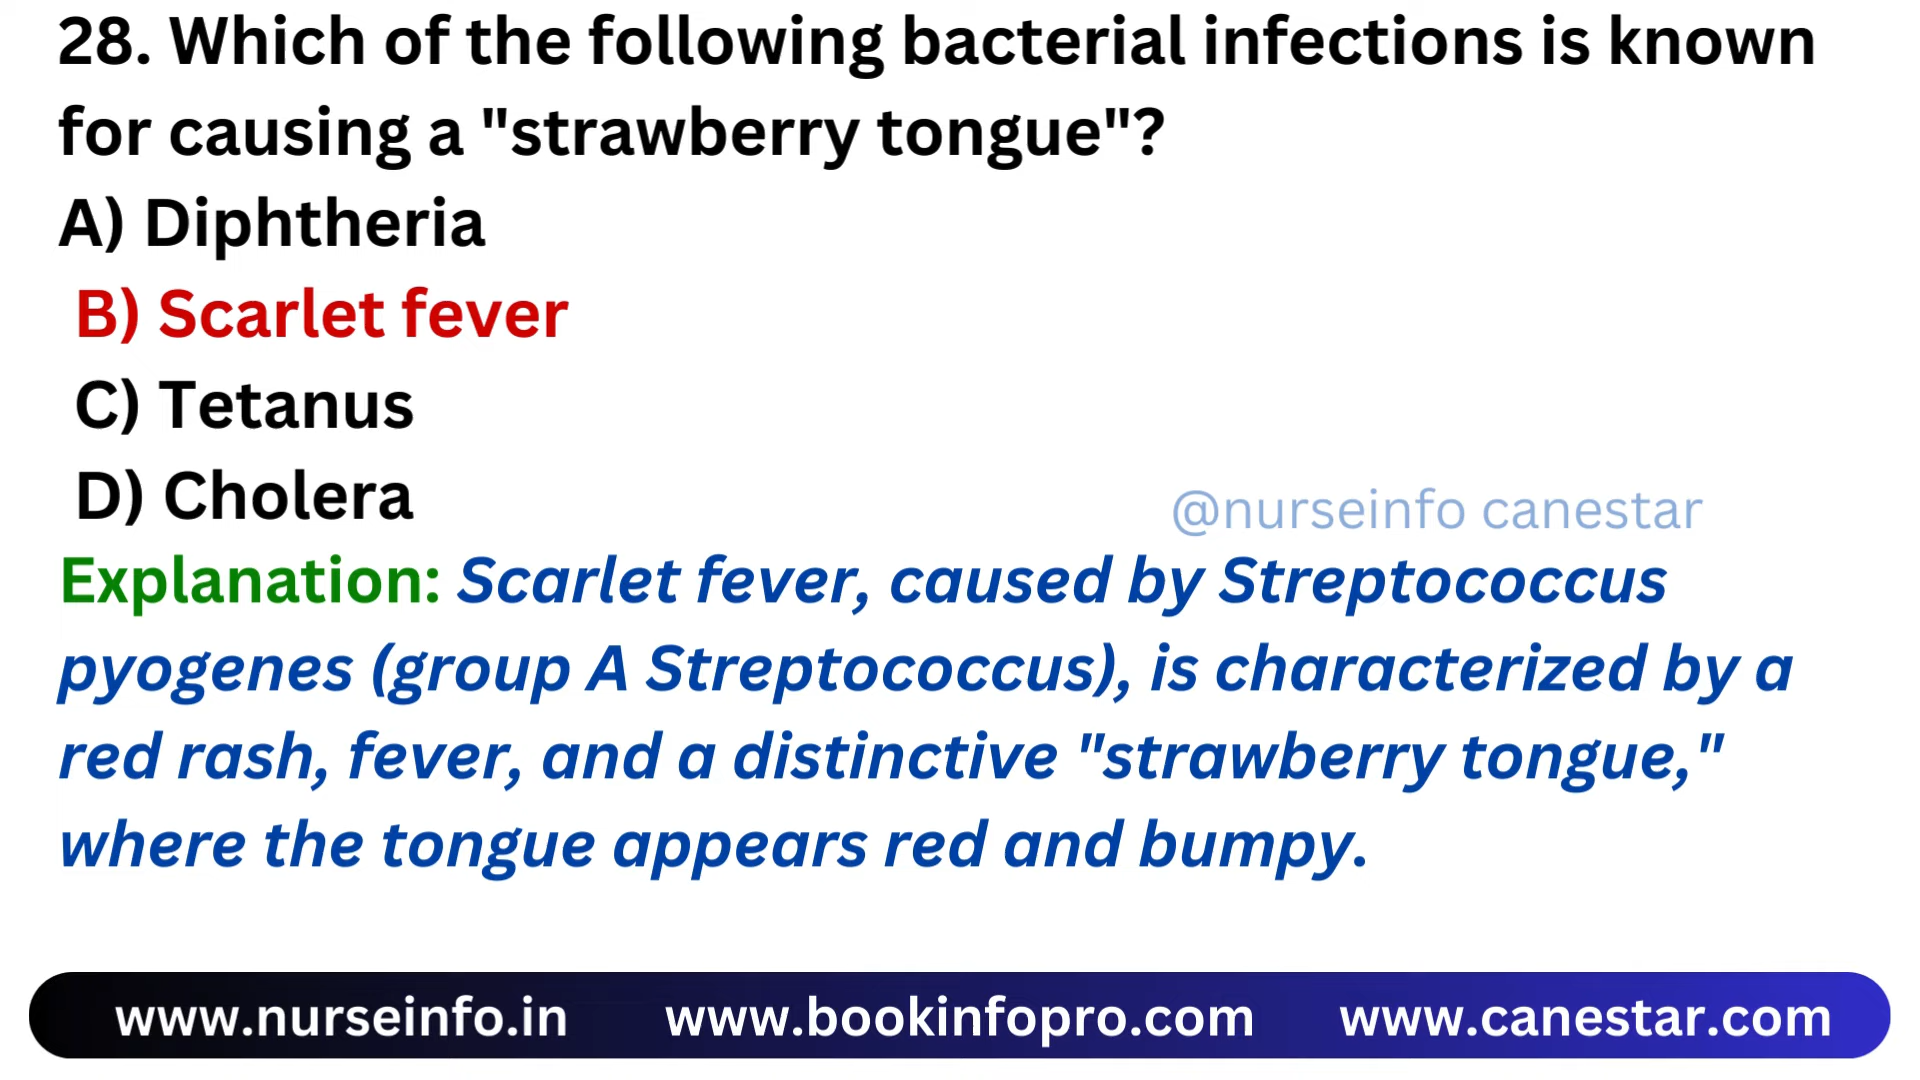 28. Which of the following bacterial infections is known
for causing a "strawberry tongue"?
A) Diphtheria
B) Scarlet fever
C) Tetanus
D) Cholera
@nurseinfo canestar
Explanation: Scarlet fever, caused by Streptococcus
pyogenes (group A Streptococcus), is characterized by a
red rash, fever, and a distinctive "strawberry tongue,"
where the tongue appears red and bumpy.
www.nurseinfo.in www.bookinfopro.com www.canestar.com